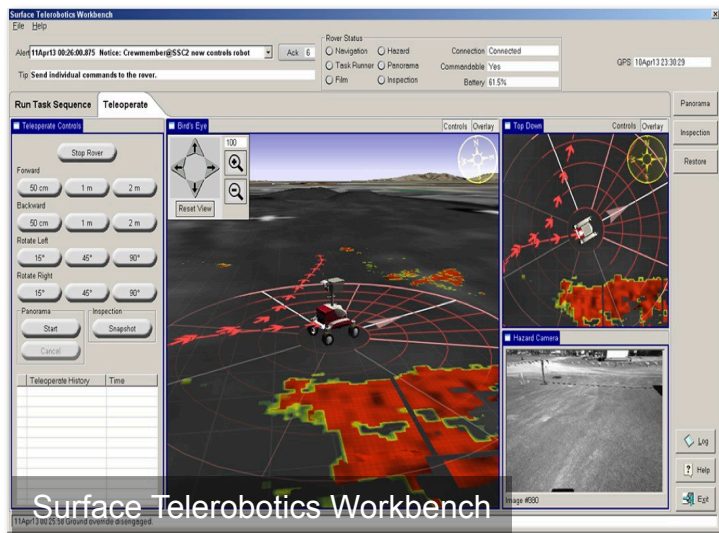 Surface Telerobotics Workbench
File Help
Alert 11Apr13 00:26:00.875 Notice: Crewmember@SSC2 now controls robot Ack 6
Tip Send individual commands to the rover.
Rover Status
Navigation Hazard Connection Connected
Task Runner Panorama Commandable Yes
Film Inspection Battery 61.5%
GPS 10Apr13 23:30:29
Run Task Sequence Teleoperate
Teleoperate Controls
Stop Rover
Forward
50 cm 1 m 2 m
Backward
50 cm 1 m 2 m
Rotate Left
15° 45° 90°
Rotate Right
15° 45° 90°
Panorama Inspection
Start Snapshot
Cancel
Teleoperate History Time
Bird's Eye Controls Overlay
100
Reset View
N
Top Down Controls Overlay
N
Hazard Camera
Image #380
Panorama
Inspection
Restore
Log
Help
Exit
Surface Telerobotics Workbench
11Apr13 00:25:58 Ground override disengaged.